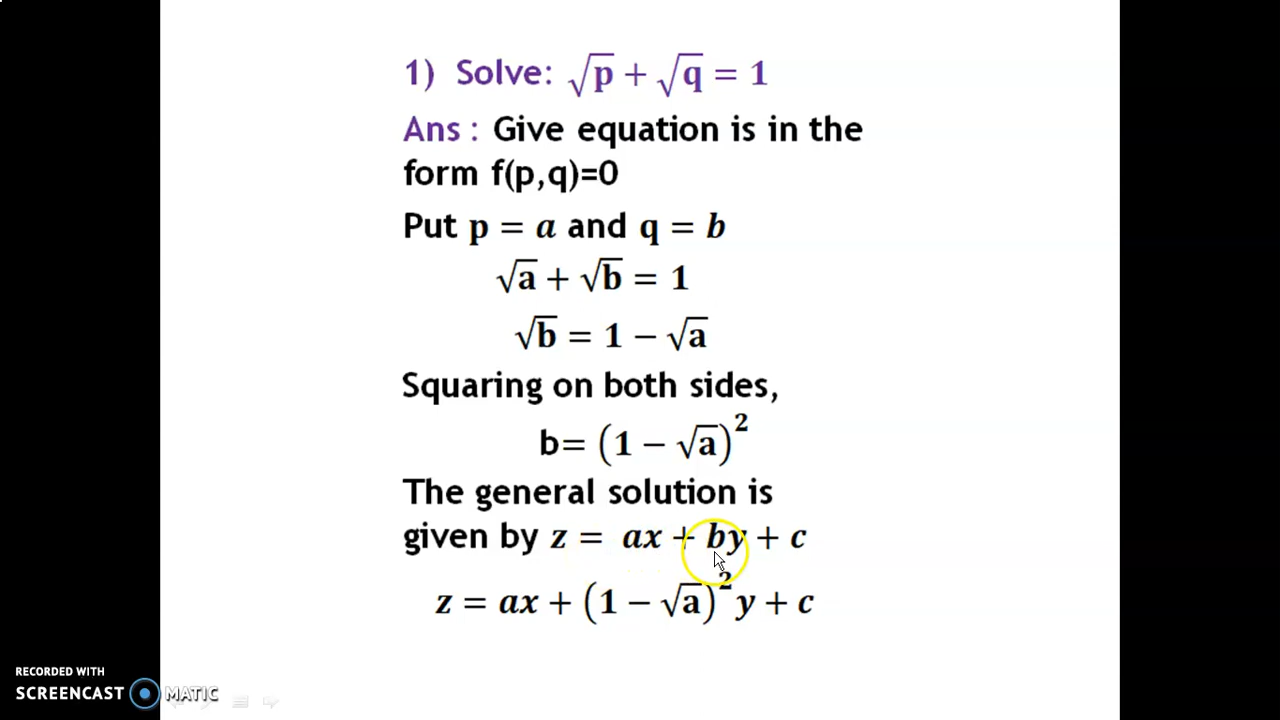 1) Solve: √p + √q = 1
Ans : Give equation is in the
form f(p,q)=0
Put p = a and q = b
√a + √b = 1
√b = 1 − √a
Squaring on both sides,
b= (1 − √a)²
The general solution is
given by z = ax + by + c
z = ax + (1 − √a)² y + c
RECORDED WITH
SCREENCAST MATIC